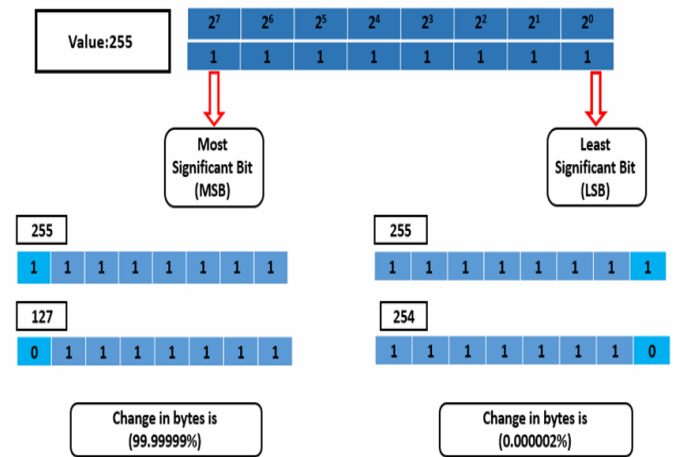 Value:255
2⁷ 2⁶ 2⁵ 2⁴ 2³ 2² 2¹ 2⁰
1 1 1 1 1 1 1 1
Most
Significant Bit
(MSB)
Least
Significant Bit
(LSB)
255
1 1 1 1 1 1 1 1
127
0 1 1 1 1 1 1 1
Change in bytes is
(99.99999%)
255
1 1 1 1 1 1 1 1
254
1 1 1 1 1 1 1 0
Change in bytes is
(0.000002%)